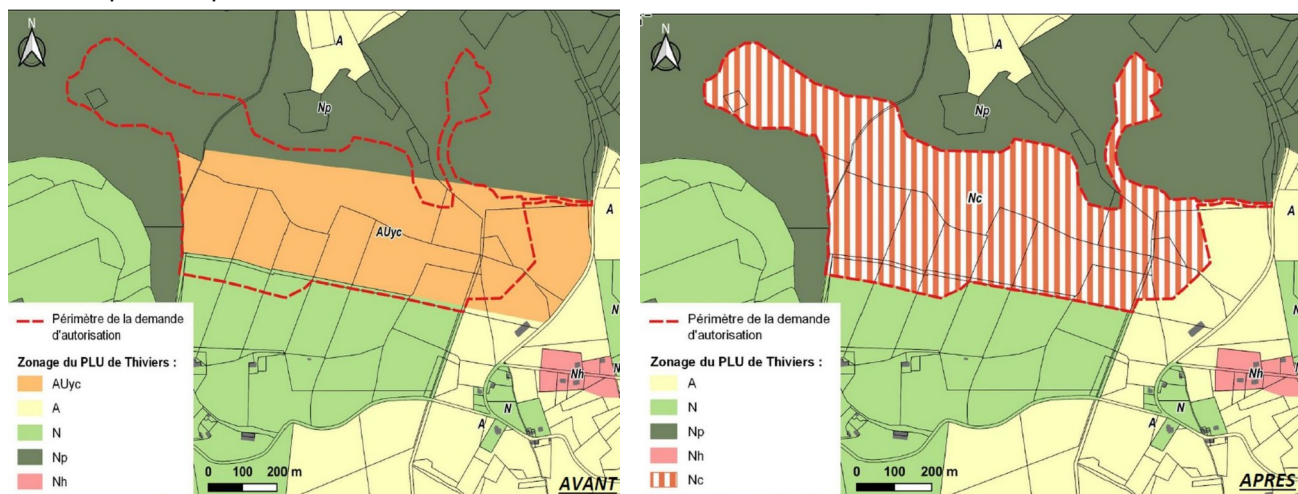 N
A
Np
AUyc
A
N
Nh
N
A
Périmètre de la demande
d'autorisation
Zonage du PLU de Thiviers :
AUyc
A
N
Np
Nh
0 100 200 m
AVANT
N
A
Np
Nc
A
N
Nh
N
A
Périmètre de la demande
d'autorisation
Zonage du PLU de Thiviers :
A
N
Np
Nh
Nc
0 100 200 m
APRES